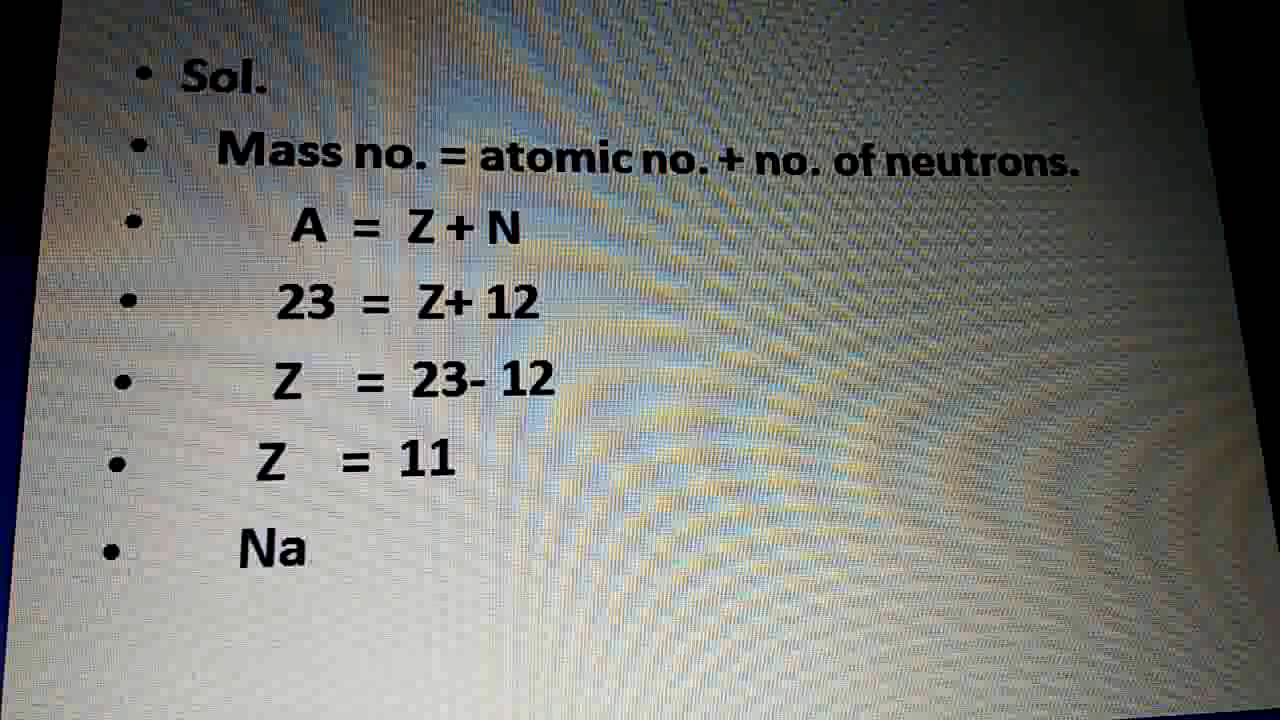 • Sol.
• Mass no. = atomic no. + no. of neutrons.
• A = Z + N
• 23 = Z+ 12
• Z = 23- 12
• Z = 11
• Na